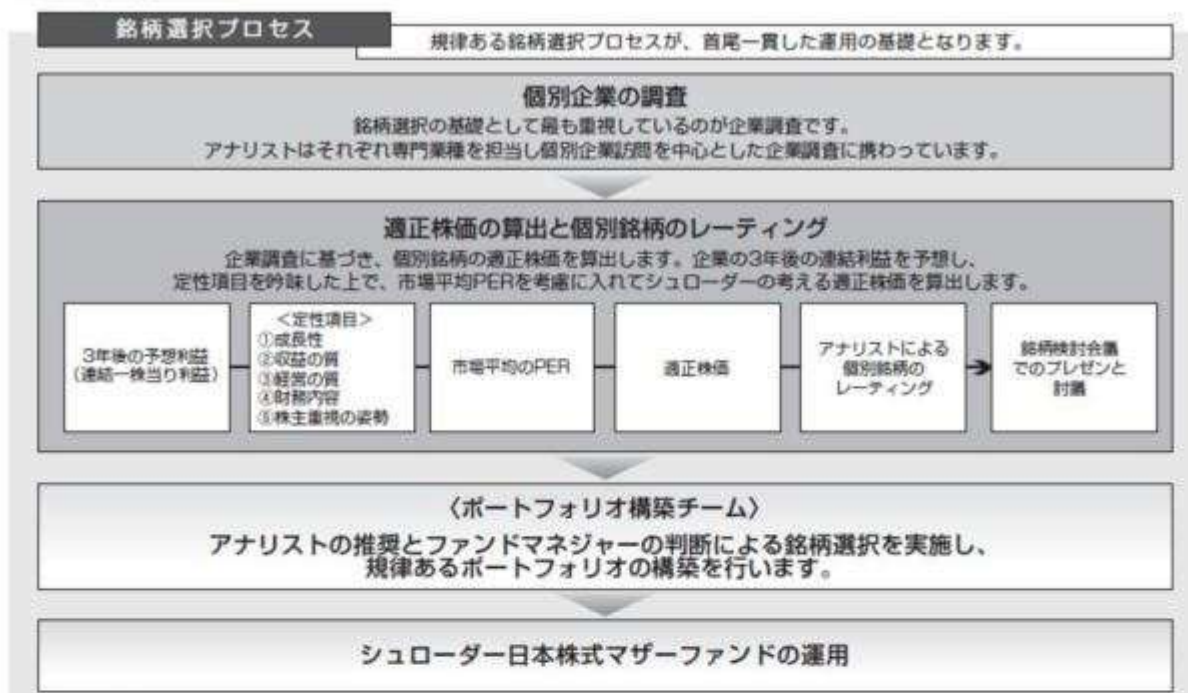 銘柄選択プロセス
規律ある銘柄選択プロセスが、首尾一貫した運用の基礎となります。
個別企業の調査
銘柄選択の基礎として最も重視しているのが企業調査です。
アナリストはそれぞれ専門業種を担当し個別企業訪問を中心とした企業調査に携わっています。
適正株価の算出と個別銘柄のレーティング
企業調査に基づき、個別銘柄の適正株価を算出します。企業の3年後の連結利益を予想し、
定性項目を吟味した上で、市場平均PERを考慮に入れてシュローダーの考える適正株価を算出します。
3年後の予想利益
(連結一株当り利益)
<定性項目>
①成長性
②収益の質
③経営の質
④財務内容
⑤株主重視の姿勢
市場平均のPER
適正株価
アナリストによる
個別銘柄の
レーティング
銘柄検討会議
でのプレゼンと
討議
〈ポートフォリオ構築チーム〉
アナリストの推奨とファンドマネジャーの判断による銘柄選択を実施し、
規律あるポートフォリオの構築を行います。
シュローダー日本株式マザーファンドの運用